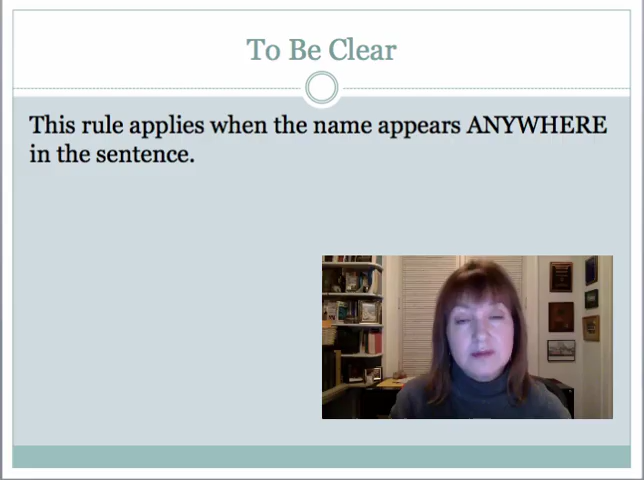 To Be Clear
This rule applies when the name appears ANYWHERE
in the sentence.